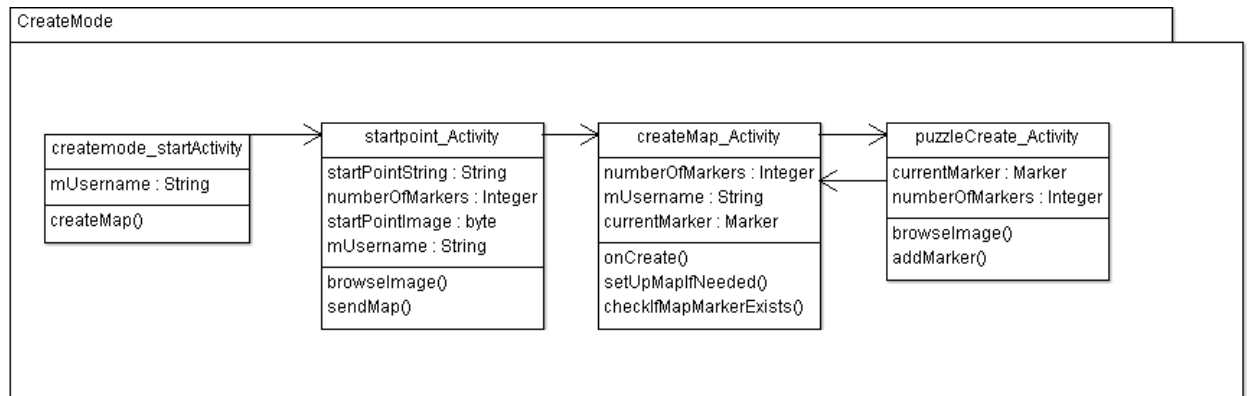 CreateMode
createmode_startActivity
mUsername : String
createMap()
startpoint_Activity
startPointString : String
numberOfMarkers : Integer
startPointImage : byte
mUsername : String
browseImage()
sendMap()
createMap_Activity
numberOfMarkers : Integer
mUsername : String
currentMarker : Marker
onCreate()
setUpMapIfNeeded()
checkIfMapMarkerExists()
puzzleCreate_Activity
currentMarker : Marker
numberOfMarkers : Integer
browseImage()
addMarker()